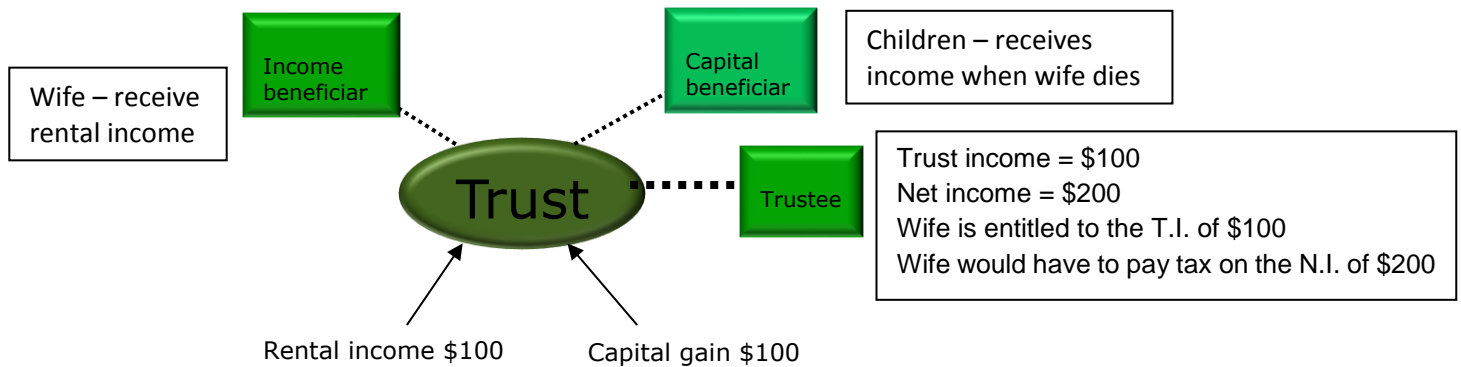 Wife – receive
rental income
Income
beneficiar
Capital
beneficiar
Children – receives
income when wife dies
Trust
Trustee
Trust income = $100
Net income = $200
Wife is entitled to the T.I. of $100
Wife would have to pay tax on the N.I. of $200
Rental income $100
Capital gain $100